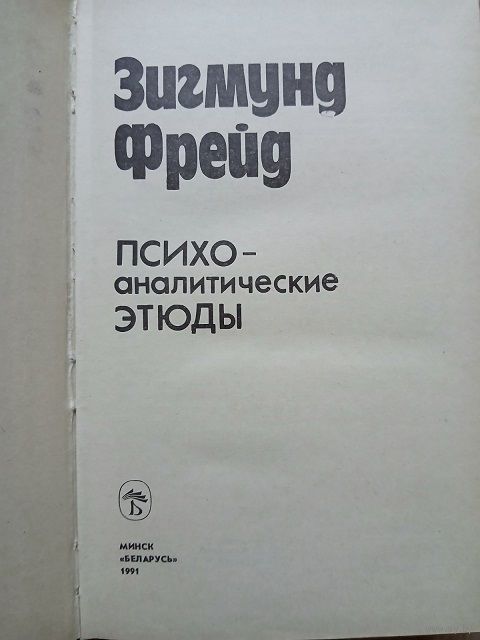 Зигмунд
Фрейд
ПСИХО-
аналитические
ЭТЮДЫ
МИНСК
«БЕЛАРУСЬ»
1991